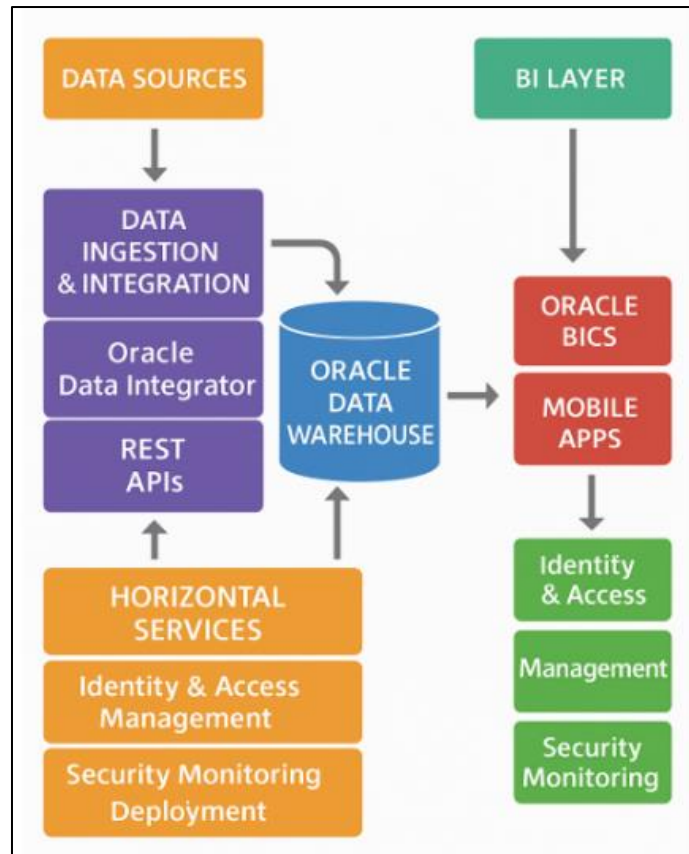 DATA SOURCES
DATA
INGESTION
& INTEGRATION
Oracle
Data Integrator
REST
APIs
HORIZONTAL
SERVICES
Identity & Access
Management
Security Monitoring
Deployment
ORACLE
DATA
WAREHOUSE
BI LAYER
ORACLE
BICS
MOBILE
APPS
Identity
& Access
Management
Security
Monitoring